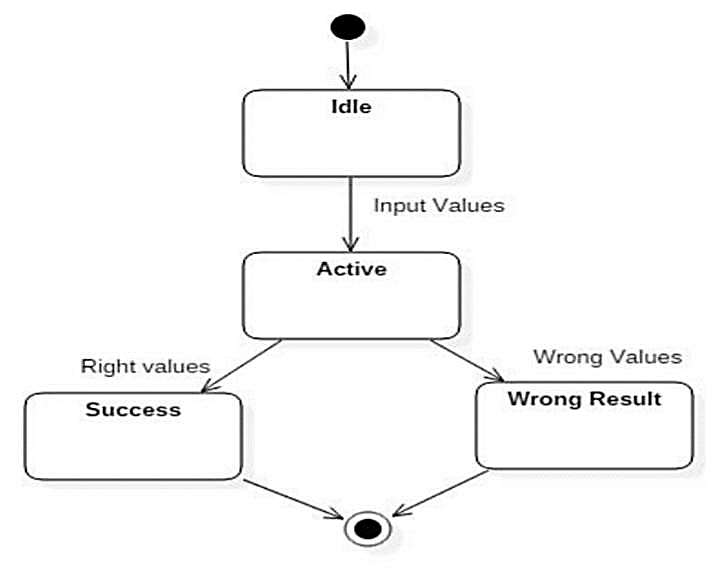 Idle
Input Values
Active
Right values
Wrong Values
Success
Wrong Result